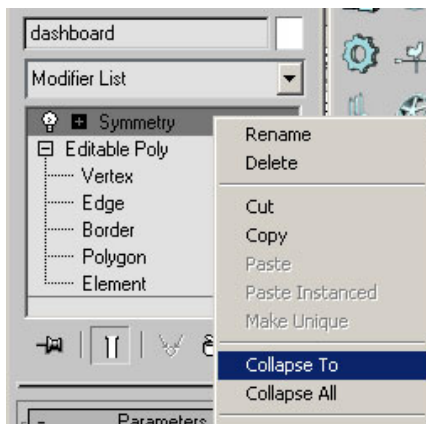 dashboard
Modifier List
Symmetry
Editable Poly
Vertex
Edge
Border
Polygon
Element
Rename
Delete
Cut
Copy
Paste
Paste Instanced
Make Unique
Collapse To
Collapse All
Parameters